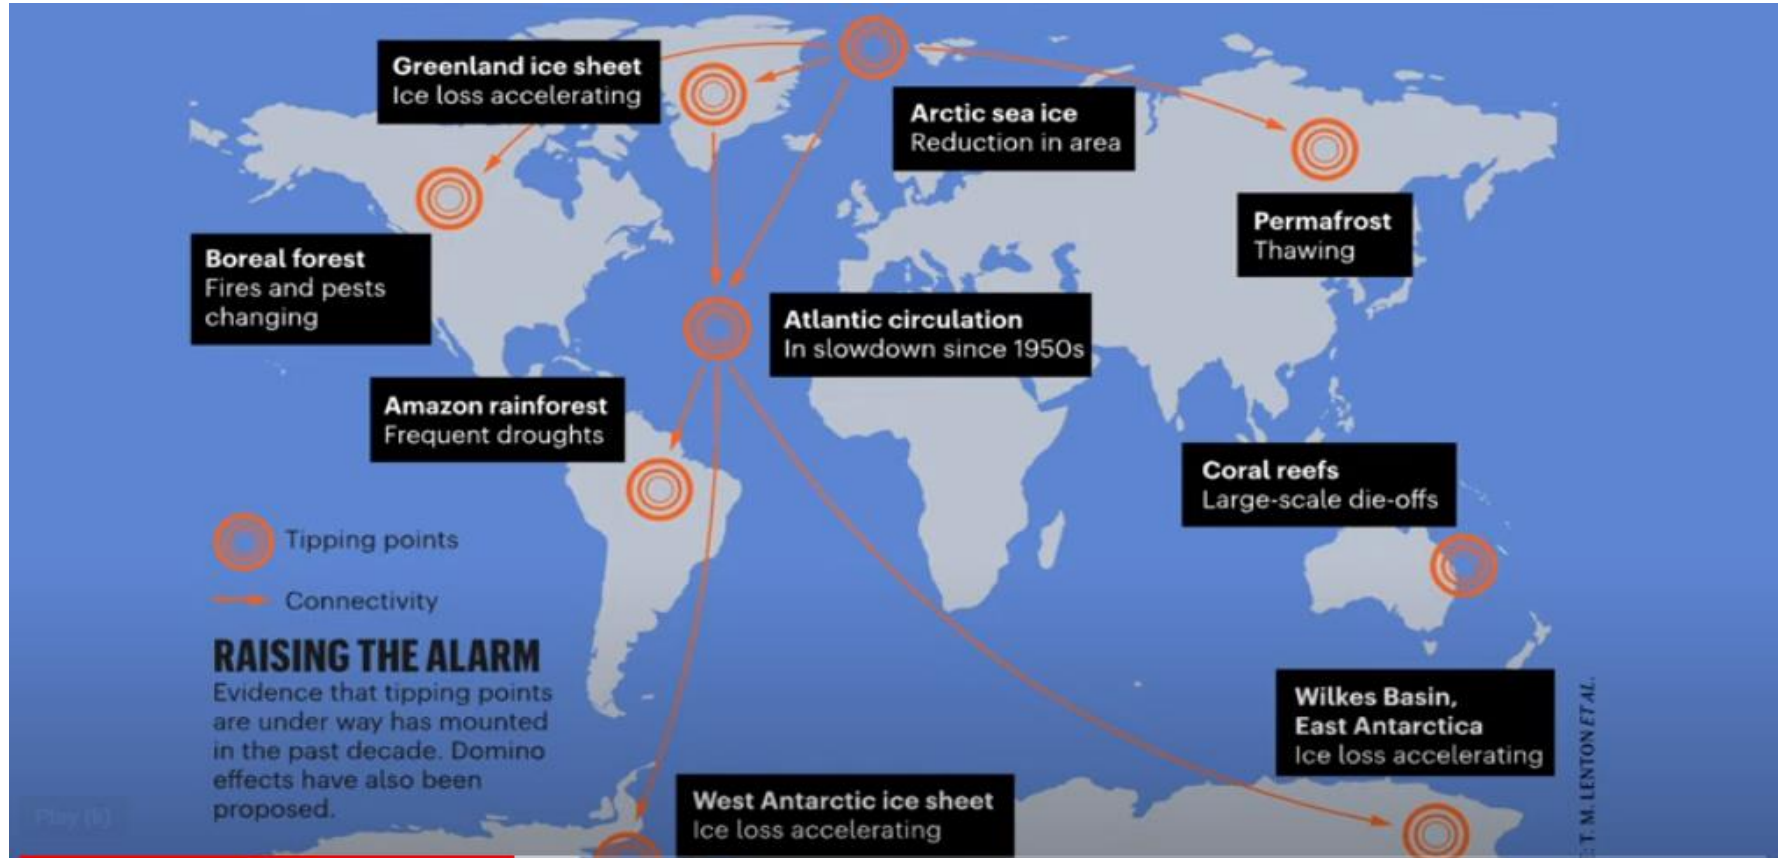 Greenland ice sheet
Ice loss accelerating
Arctic sea ice
Reduction in area
Permafrost
Thawing
Boreal forest
Fires and pests
changing
Atlantic circulation
In slowdown since 1950s
Amazon rainforest
Frequent droughts
Coral reefs
Large-scale die-offs
Tipping points
Connectivity
RAISING THE ALARM
Evidence that tipping points
are under way has mounted
in the past decade. Domino
effects have also been
proposed.
Wilkes Basin,
East Antarctica
Ice loss accelerating
West Antarctic ice sheet
Ice loss accelerating
: T. M. LENTON ET AL.
Play (k)